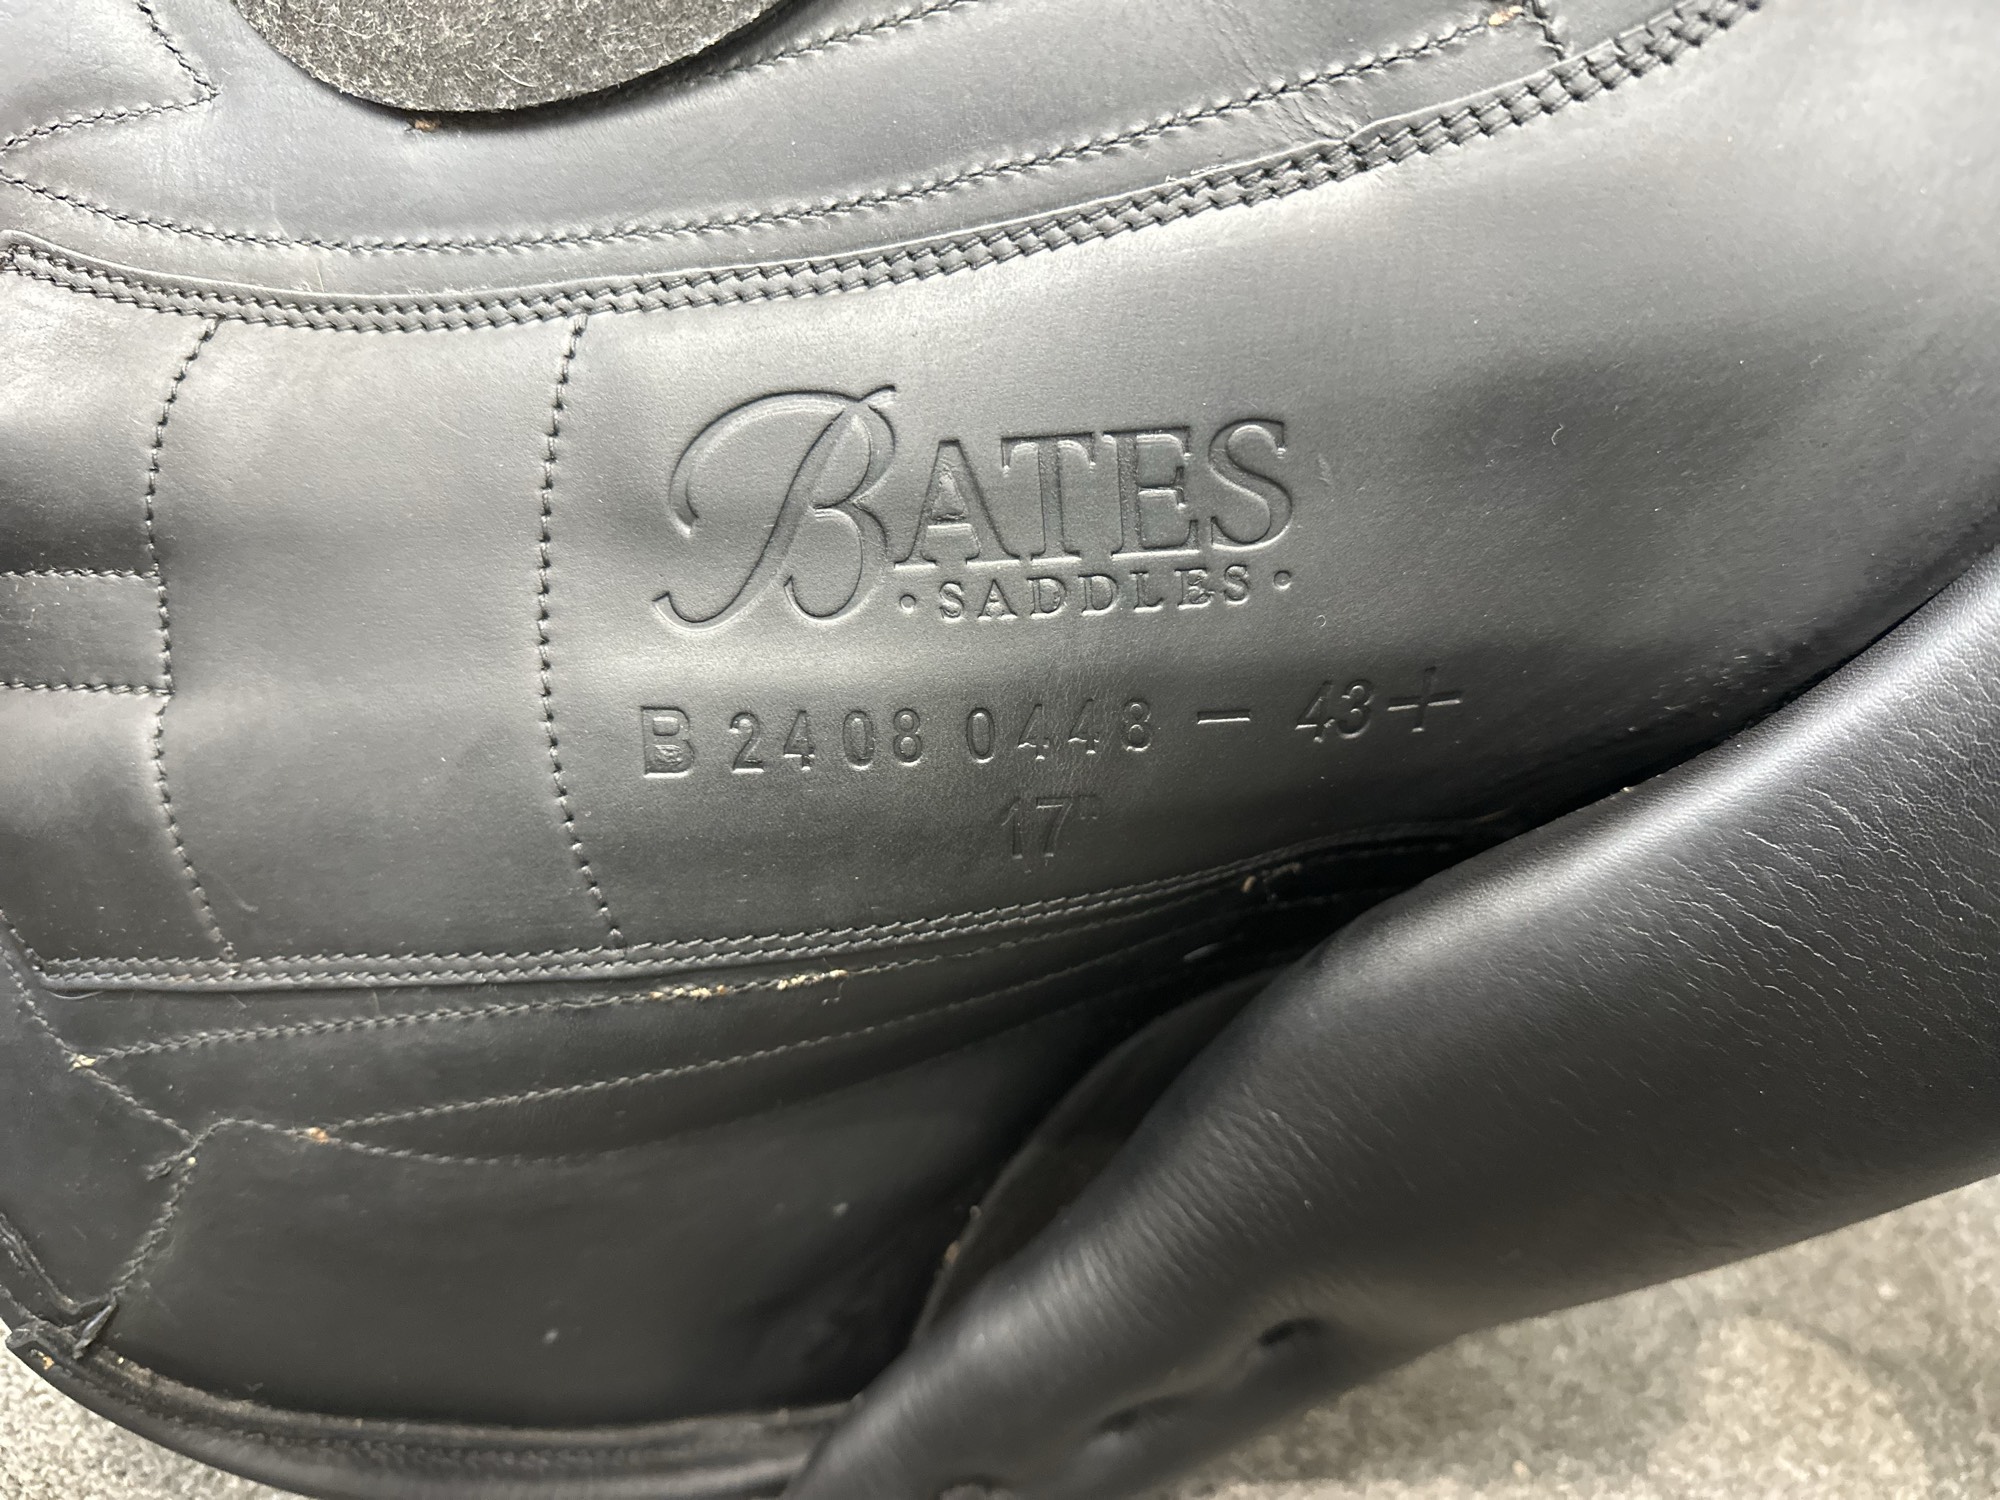 BATES
• SADDLES •
B 2408 0448 - 43+
17"